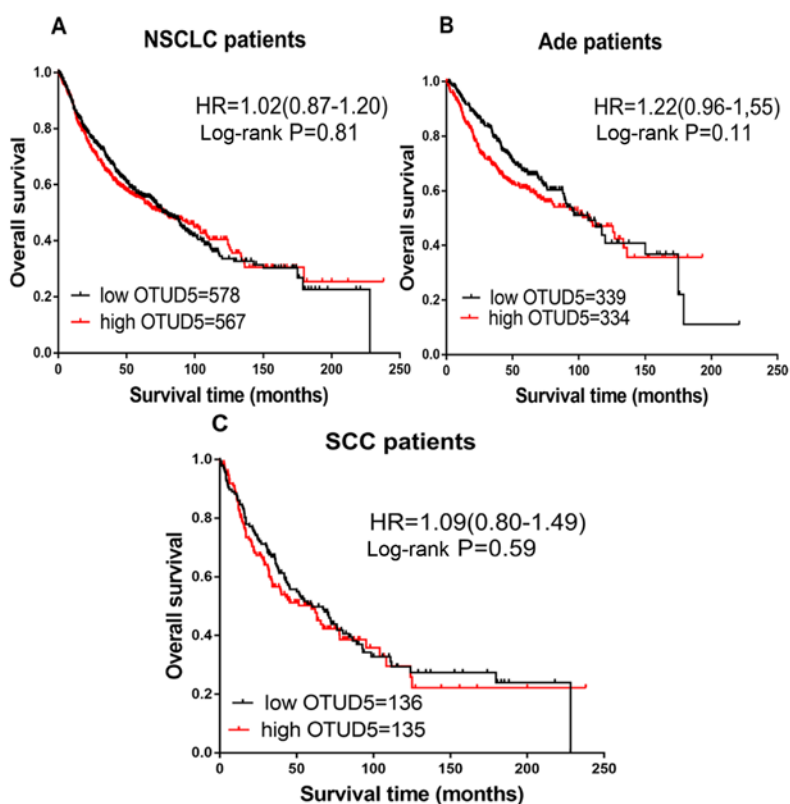 A
NSCLC patients
HR=1.02(0.87-1.20)
Log-rank P=0.81
Overall survival
1.0
0.8
0.6
0.4
0.2
0.0
low OTUD5=578
high OTUD5=567
0 50 100 150 200 250
Survival time (months)
B
Ade patients
HR=1.22(0.96-1,55)
Log-rank P=0.11
Overall survival
1.0
0.8
0.6
0.4
0.2
0.0
low OTUD5=339
high OTUD5=334
0 50 100 150 200 250
Survival time (months)
C
SCC patients
HR=1.09(0.80-1.49)
Log-rank P=0.59
Overall survival
1.0
0.8
0.6
0.4
0.2
0.0
low OTUD5=136
high OTUD5=135
0 50 100 150 200 250
Survival time (months)